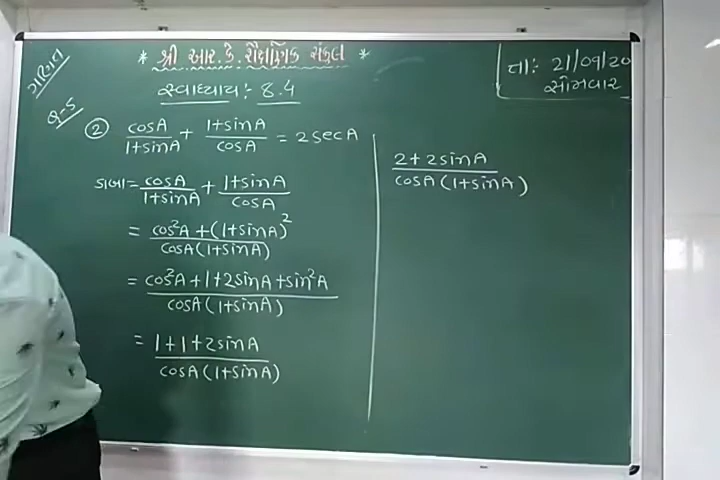 * શ્રી આર.કે. શૈક્ષણિક સંકુલ *
તા: 21/09/20
સોમવાર
ગણિત
સ્વાધ્યાય: 8.4
Q-5
② cosA/1+sinA + 1+sinA/cosA = 2secA
ડાબા = cosA/1+sinA + 1+sinA/cosA
= cos²A+(1+sinA)²/cosA(1+sinA)
= cos²A+1+2sinA+sin²A/cosA(1+sinA)
= 1+1+2sinA/cosA(1+sinA)
2+2sinA/cosA(1+sinA)